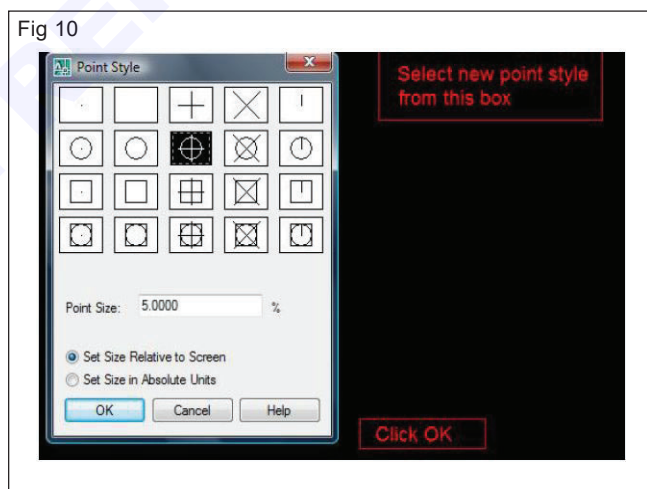 Fig 10
Point Style
Select new point style
from this box
Point Size: 5.0000 %
Set Size Relative to Screen
Set Size in Absolute Units
OK Cancel Help
Click OK